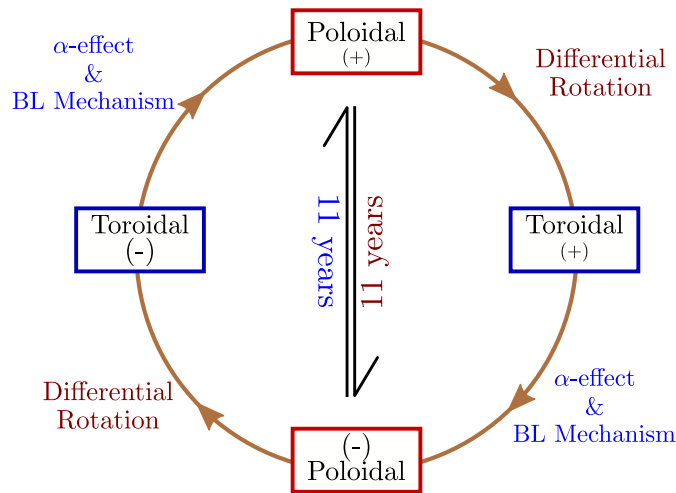 Poloidal
(+)
α-effect
&
BL Mechanism
Differential
Rotation
Toroidal
(-)
11 years
11 years
Toroidal
(+)
Differential
Rotation
α-effect
&
BL Mechanism
(-)
Poloidal